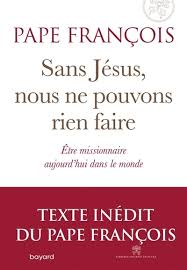 PAPE FRANÇOIS
Sans Jésus,
nous ne pouvons
rien faire
Être missionnaire
aujourd'hui dans le monde
TEXTE INÉDIT
DU PAPE FRANÇOIS
bayard